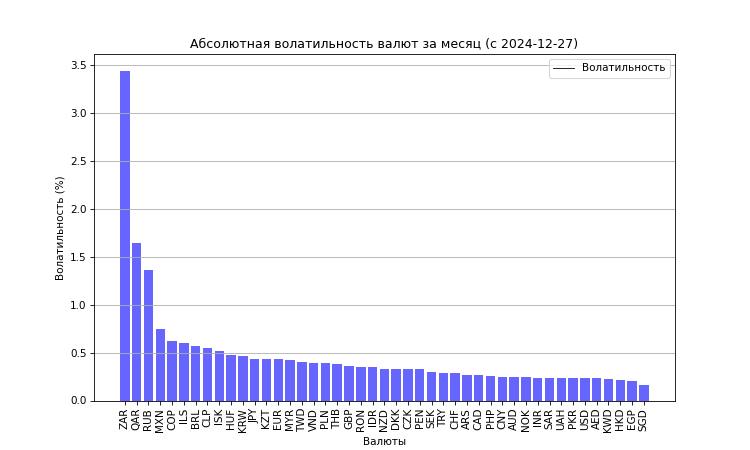 Абсолютная волатильность валют за месяц (с 2024-12-27)
Волатильность
Волатильность (%)
3.5
3.0
2.5
2.0
1.5
1.0
0.5
0.0
ZAR QAR RUB MXN COP ILS BRL CLP ISK HUF KRW JPY KZT EUR MYR TWD VND PLN THB GBP RON IDR NZD DKK CZK PEN SEK TRY CHF ARS CAD PHP CNY AUD NOK INR SAR UAH PKR USD AED KWD HKD EGP SGD
Валюты